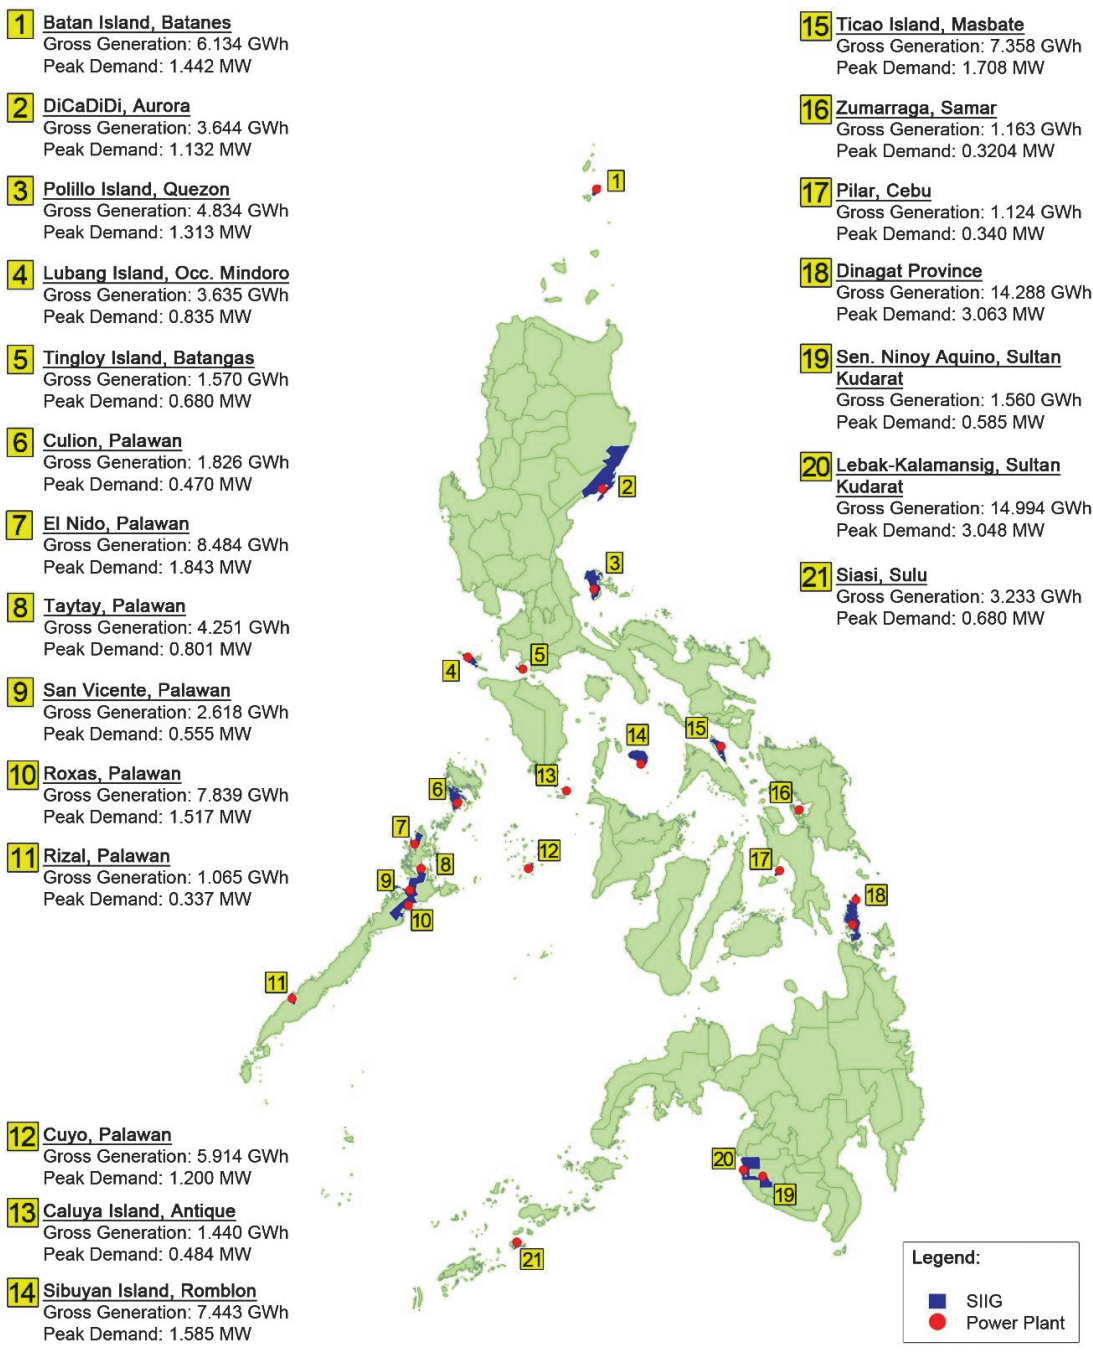 1 Batan Island, Batanes
Gross Generation: 6.134 GWh
Peak Demand: 1.442 MW
2 DiCaDiDi, Aurora
Gross Generation: 3.644 GWh
Peak Demand: 1.132 MW
3 Polillo Island, Quezon
Gross Generation: 4.834 GWh
Peak Demand: 1.313 MW
4 Lubang Island, Occ. Mindoro
Gross Generation: 3.635 GWh
Peak Demand: 0.835 MW
5 Tingloy Island, Batangas
Gross Generation: 1.570 GWh
Peak Demand: 0.680 MW
6 Culion, Palawan
Gross Generation: 1.826 GWh
Peak Demand: 0.470 MW
7 El Nido, Palawan
Gross Generation: 8.484 GWh
Peak Demand: 1.843 MW
8 Taytay, Palawan
Gross Generation: 4.251 GWh
Peak Demand: 0.801 MW
9 San Vicente, Palawan
Gross Generation: 2.618 GWh
Peak Demand: 0.555 MW
10 Roxas, Palawan
Gross Generation: 7.839 GWh
Peak Demand: 1.517 MW
11 Rizal, Palawan
Gross Generation: 1.065 GWh
Peak Demand: 0.337 MW
12 Cuyo, Palawan
Gross Generation: 5.914 GWh
Peak Demand: 1.200 MW
13 Caluya Island, Antique
Gross Generation: 1.440 GWh
Peak Demand: 0.484 MW
14 Sibuyan Island, Romblon
Gross Generation: 7.443 GWh
Peak Demand: 1.585 MW
15 Ticao Island, Masbate
Gross Generation: 7.358 GWh
Peak Demand: 1.708 MW
16 Zumarraga, Samar
Gross Generation: 1.163 GWh
Peak Demand: 0.3204 MW
17 Pilar, Cebu
Gross Generation: 1.124 GWh
Peak Demand: 0.340 MW
18 Dinagat Province
Gross Generation: 14.288 GWh
Peak Demand: 3.063 MW
19 Sen. Ninoy Aquino, Sultan
Kudarat
Gross Generation: 1.560 GWh
Peak Demand: 0.585 MW
20 Lebak-Kalamansig, Sultan
Kudarat
Gross Generation: 14.994 GWh
Peak Demand: 3.048 MW
21 Siasi, Sulu
Gross Generation: 3.233 GWh
Peak Demand: 0.680 MW
1
2
3
4
5
6
7
8
9
10
11
12
13
14
15
16
17
18
19
20
21
Legend:
SIIG
Power Plant